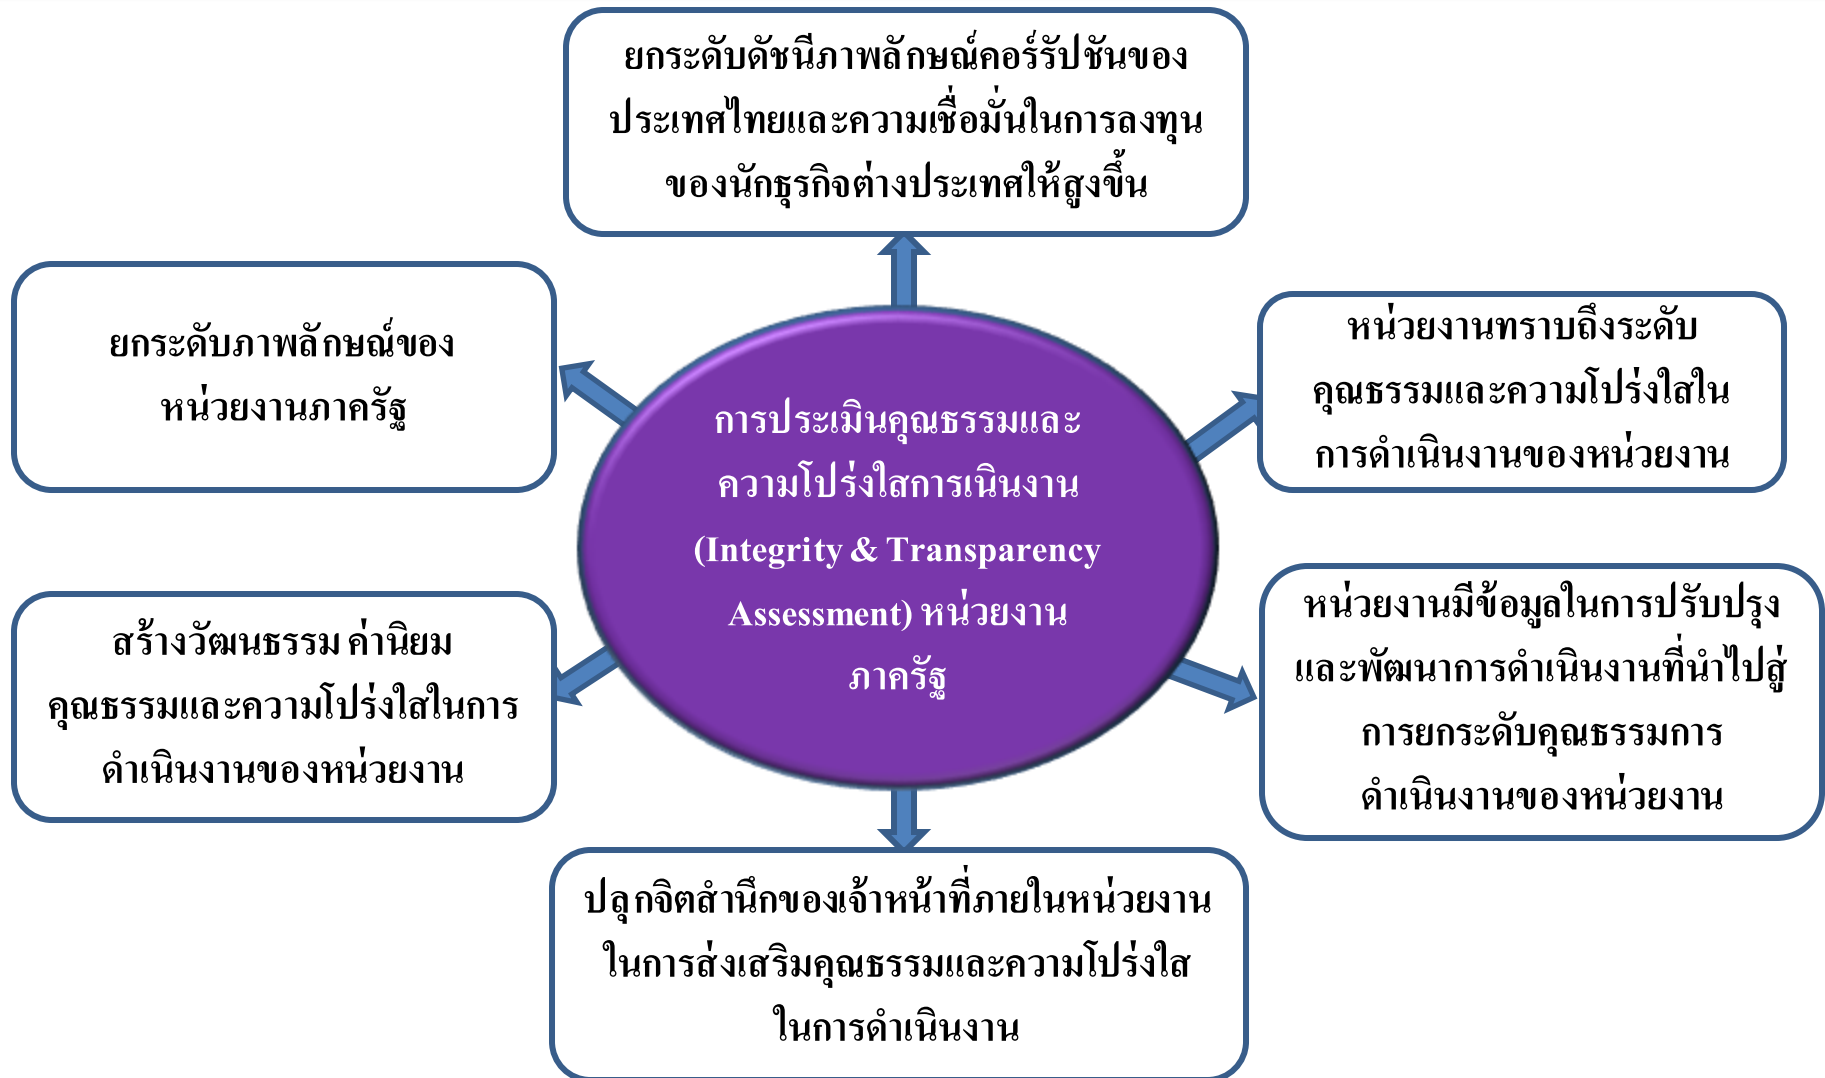 ยกระดับดัชนีภาพลักษณ์คอร์รัปชันของ
ประเทศไทยและความเชื่อมั่นในการลงทุน
ของนักธุรกิจต่างประเทศให้สูงขึ้น
ยกระดับภาพลักษณ์ของ
หน่วยงานภาครัฐ
หน่วยงานทราบถึงระดับ
คุณธรรมและความโปร่งใสใน
การดำเนินงานของหน่วยงาน
การประเมินคุณธรรมและ
ความโปร่งใสการเนินงาน
(Integrity & Transparency
Assessment) หน่วยงาน
ภาครัฐ
สร้างวัฒนธรรม ค่านิยม
คุณธรรมและความโปร่งใสในการ
ดำเนินงานของหน่วยงาน
หน่วยงานมีข้อมูลในการปรับปรุง
และพัฒนาการดำเนินงานที่นำไปสู่
การยกระดับคุณธรรมการ
ดำเนินงานของหน่วยงาน
ปลุกจิตสำนึกของเจ้าหน้าที่ภายในหน่วยงาน
ในการส่งเสริมคุณธรรมและความโปร่งใส
ในการดำเนินงาน